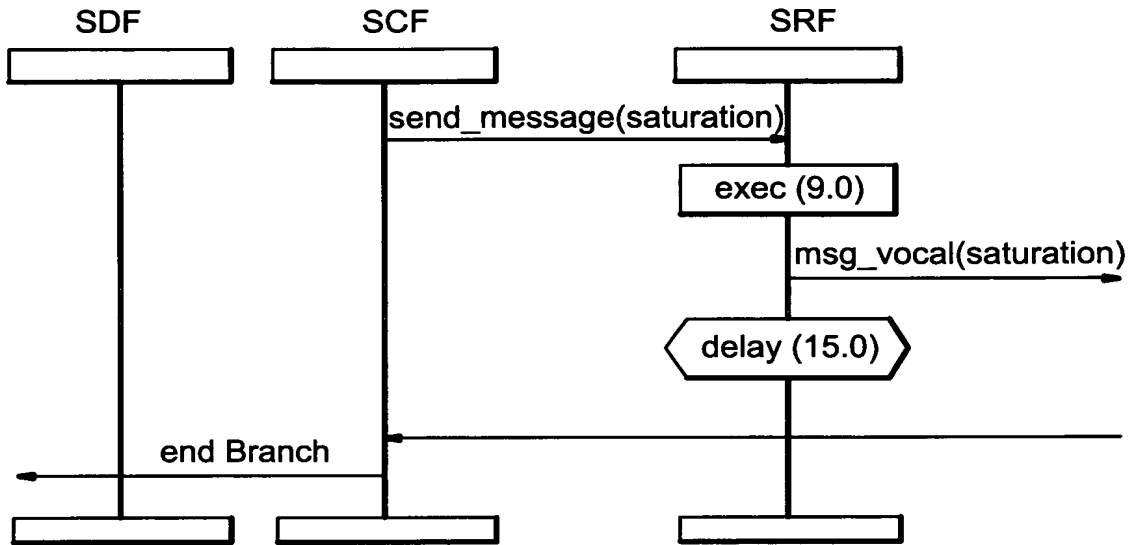 SDF SCF SRF
send_message(saturation)
exec (9.0)
msg_vocal(saturation)
delay (15.0)
end Branch